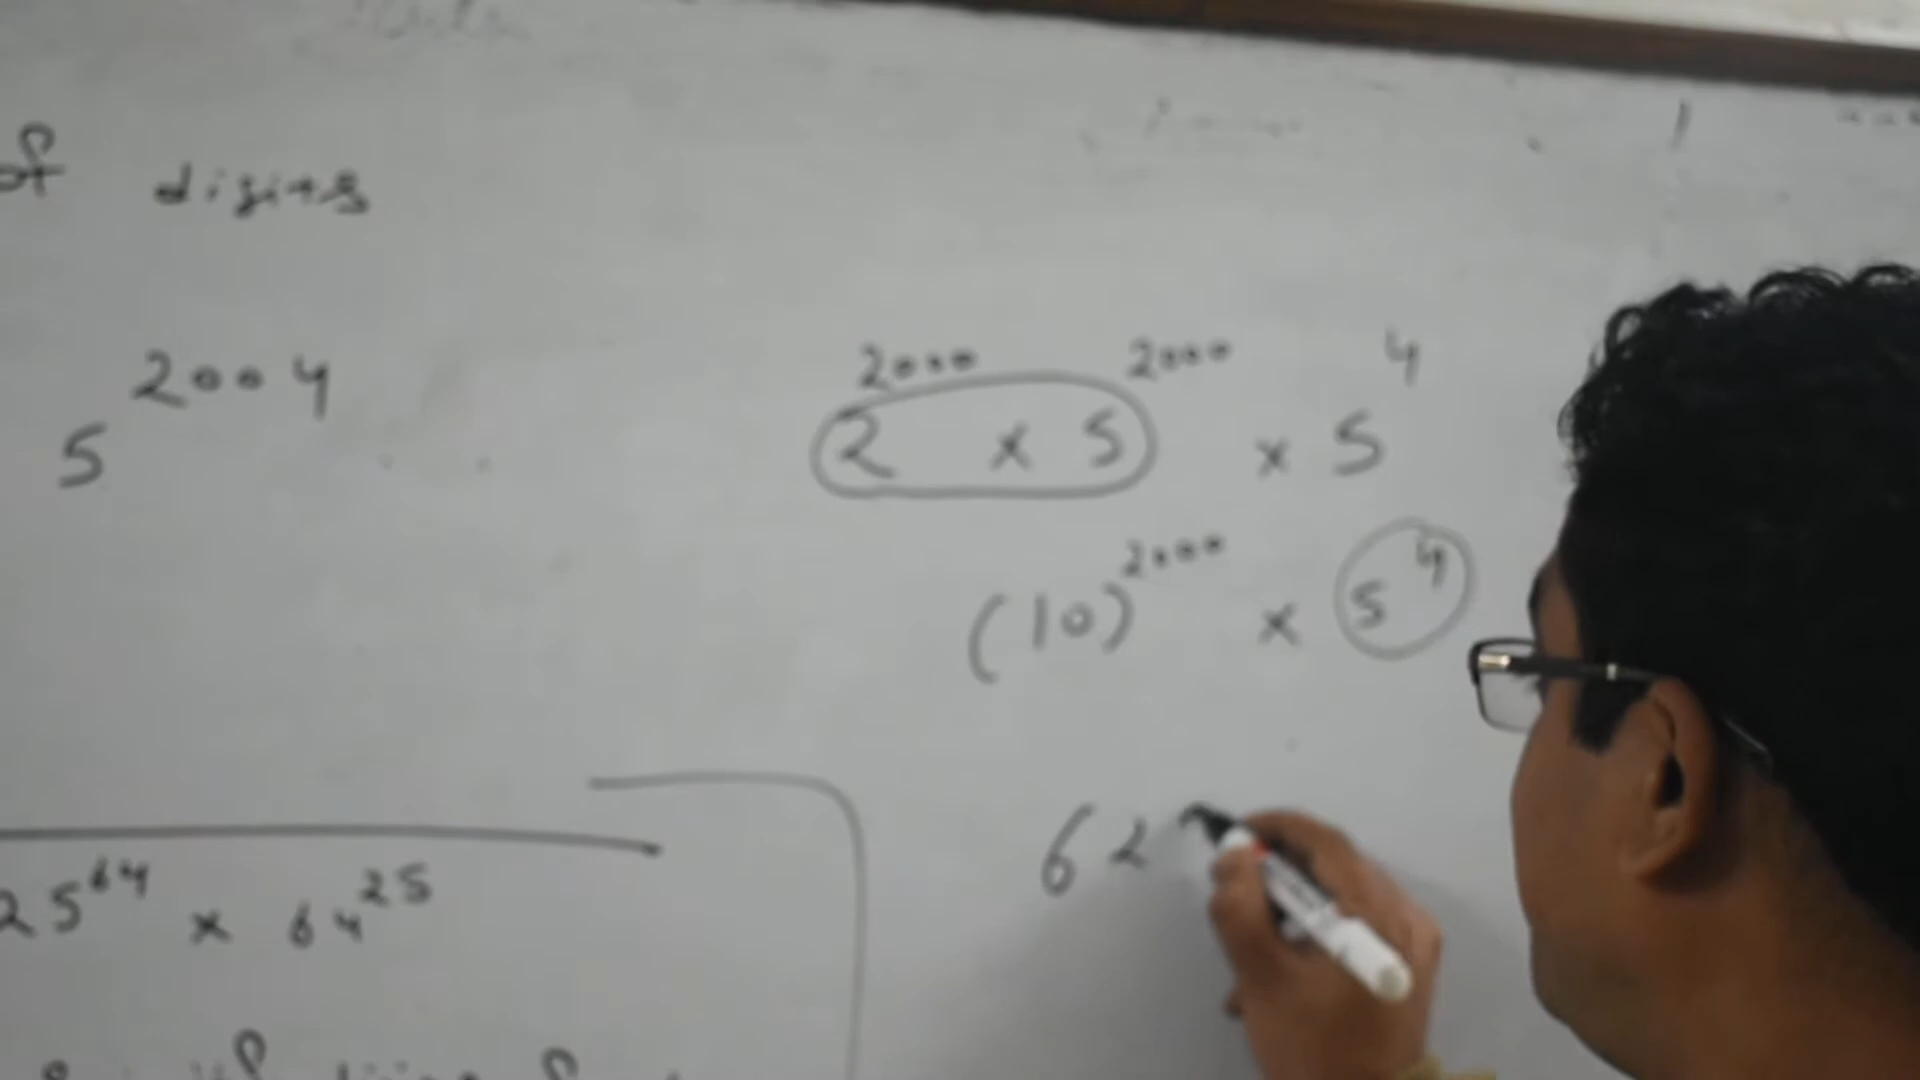 of digits
5^2004
2^2000 x 5^2000 x 5^4
(10)^2000 x 5^4
62
25^64 x 64^25